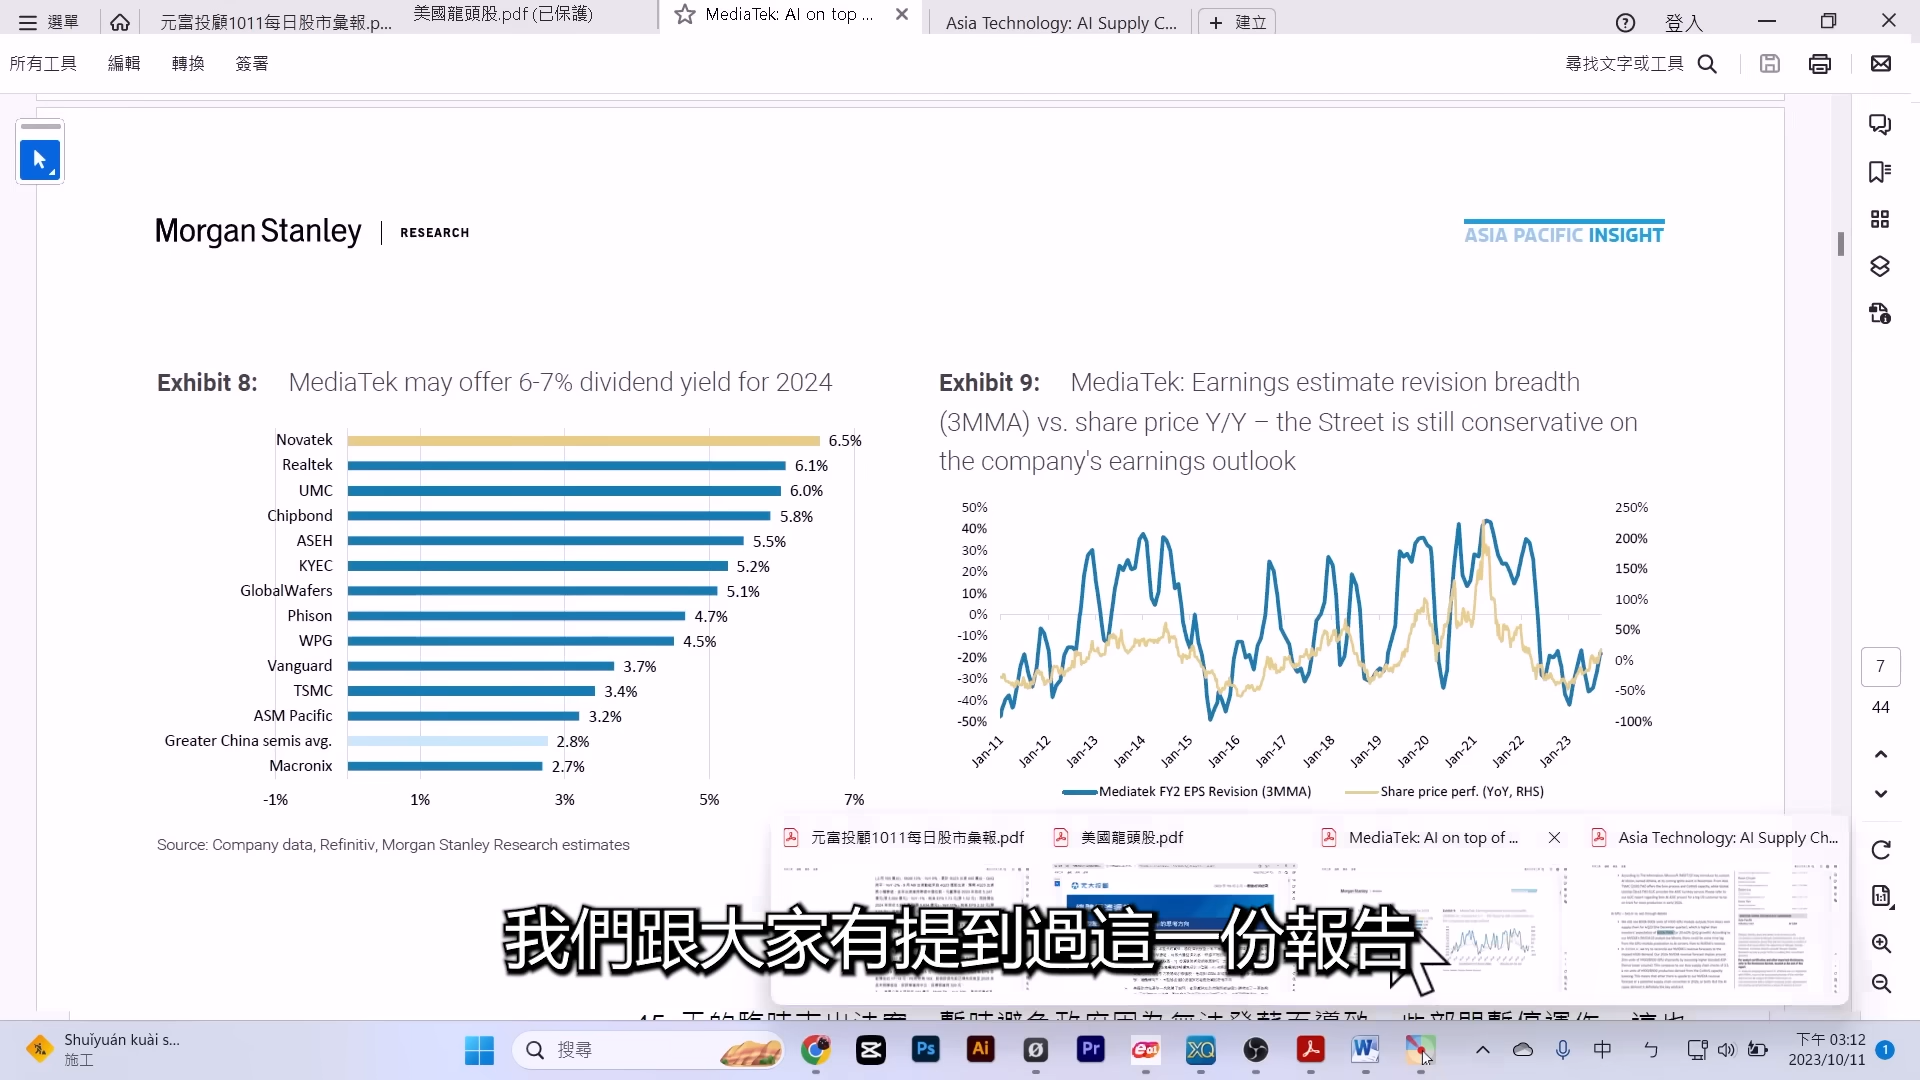 選單
元富投顧1011每日股市彙報.p...
美國龍頭股.pdf (已保護)
MediaTek: AI on top ...
Asia Technology: AI Supply C...
建立
登入
所有工具
編輯
轉換
簽署
尋找文字或工具
Morgan Stanley
RESEARCH
ASIA PACIFIC INSIGHT
Exhibit 8: MediaTek may offer 6-7% dividend yield for 2024
Novatek 6.5%
Realtek 6.1%
UMC 6.0%
Chipbond 5.8%
ASEH 5.5%
KYEC 5.2%
GlobalWafers 5.1%
Phison 4.7%
WPG 4.5%
Vanguard 3.7%
TSMC 3.4%
ASM Pacific 3.2%
Greater China semis avg. 2.8%
Macronix 2.7%
-1% 1% 3% 5% 7%
Source: Company data, Refinitiv, Morgan Stanley Research estimates
Exhibit 9: MediaTek: Earnings estimate revision breadth
(3MMA) vs. share price Y/Y – the Street is still conservative on
the company's earnings outlook
50% 250%
40% 200%
30% 150%
20% 100%
10% 50%
0% 0%
-10% -50%
-20% -100%
-30%
-40%
-50%
Jan-11 Jan-12 Jan-13 Jan-14 Jan-15 Jan-16 Jan-17 Jan-18 Jan-19 Jan-20 Jan-21 Jan-22 Jan-23
Mediatek FY2 EPS Revision (3MMA) Share price perf. (YoY, RHS)
7
44
元富投顧1011每日股市彙報.pdf
美國龍頭股.pdf
MediaTek: AI on top of ...
Asia Technology: AI Supply Ch...
我們跟大家有提到過這一份報告
Shuǐyuán kuài s...
施工
搜尋
Ps
Ai
Pr
XQ
W
中
ㄅ
下午 03:12
2023/10/11
1